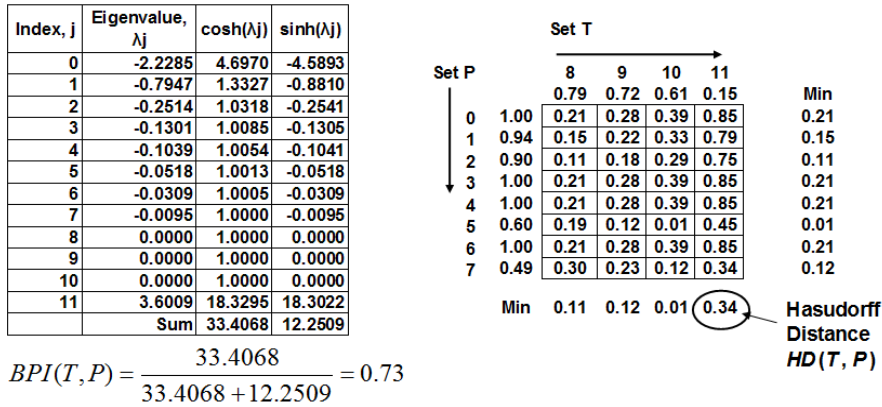 Index, j Eigenvalue, λj cosh(λj) sinh(λj)
0 -2.2285 4.6970 -4.5893
1 -0.7947 1.3327 -0.8810
2 -0.2514 1.0318 -0.2541
3 -0.1301 1.0085 -0.1305
4 -0.1039 1.0054 -0.1041
5 -0.0518 1.0013 -0.0518
6 -0.0309 1.0005 -0.0309
7 -0.0095 1.0000 -0.0095
8 0.0000 1.0000 0.0000
9 0.0000 1.0000 0.0000
10 0.0000 1.0000 0.0000
11 3.6009 18.3295 18.3022
Sum 33.4068 12.2509
BPI(T,P) = 33.4068 / 33.4068 + 12.2509 = 0.73
Set T
Set P
8 9 10 11
0.79 0.72 0.61 0.15 Min
0 1.00 0.21 0.28 0.39 0.85 0.21
1 0.94 0.15 0.22 0.33 0.79 0.15
2 0.90 0.11 0.18 0.29 0.75 0.11
3 1.00 0.21 0.28 0.39 0.85 0.21
4 1.00 0.21 0.28 0.39 0.85 0.21
5 0.60 0.19 0.12 0.01 0.45 0.01
6 1.00 0.21 0.28 0.39 0.85 0.21
7 0.49 0.30 0.23 0.12 0.34 0.12
Min 0.11 0.12 0.01 0.34
Hasudorff
Distance
HD(T, P)